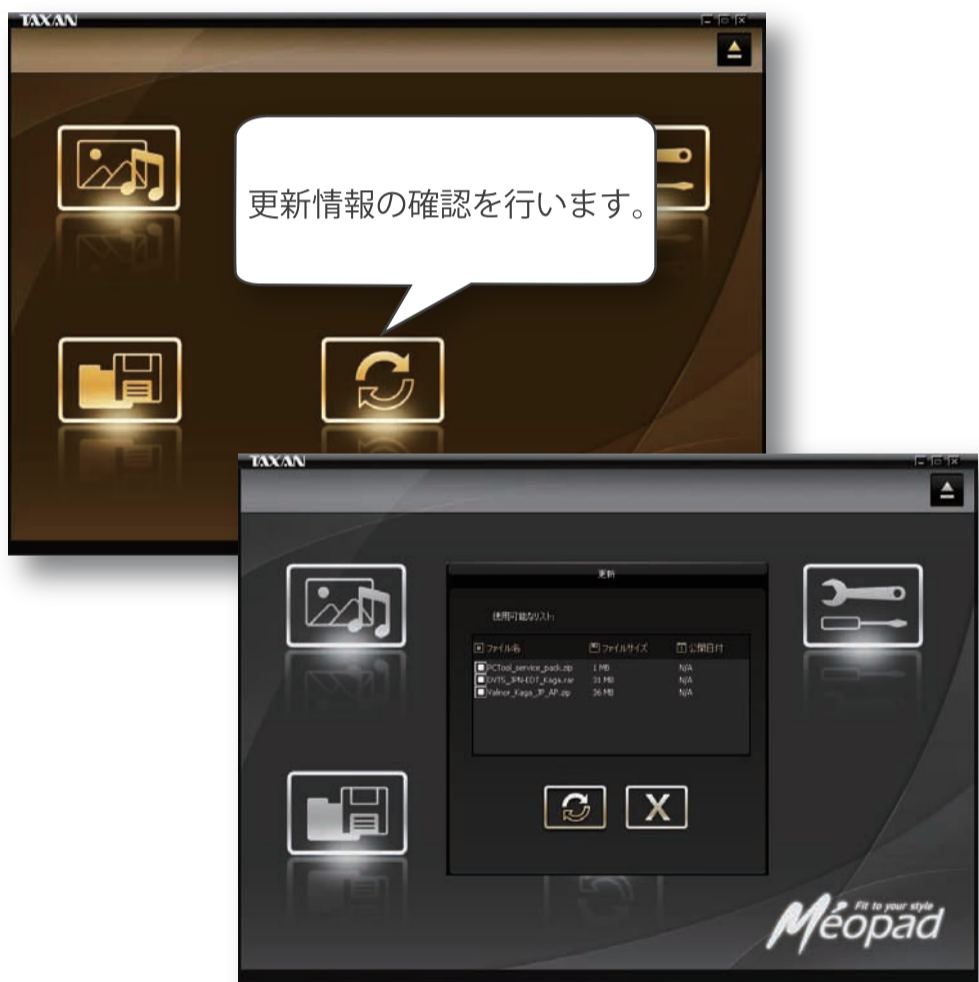 TAXAN
更新情報の確認を行います。
TAXAN
更新
使用可能なリスト:
ファイル名 ファイルサイズ 公開日付
PCTool_service_pack.zip 1 MB N/A
DVTS_JPN-EDT_Kaga.rar 31 MB N/A
Valnor_Kaga_JP_AP.zip 36 MB N/A
X
Fit to your style
Méopad